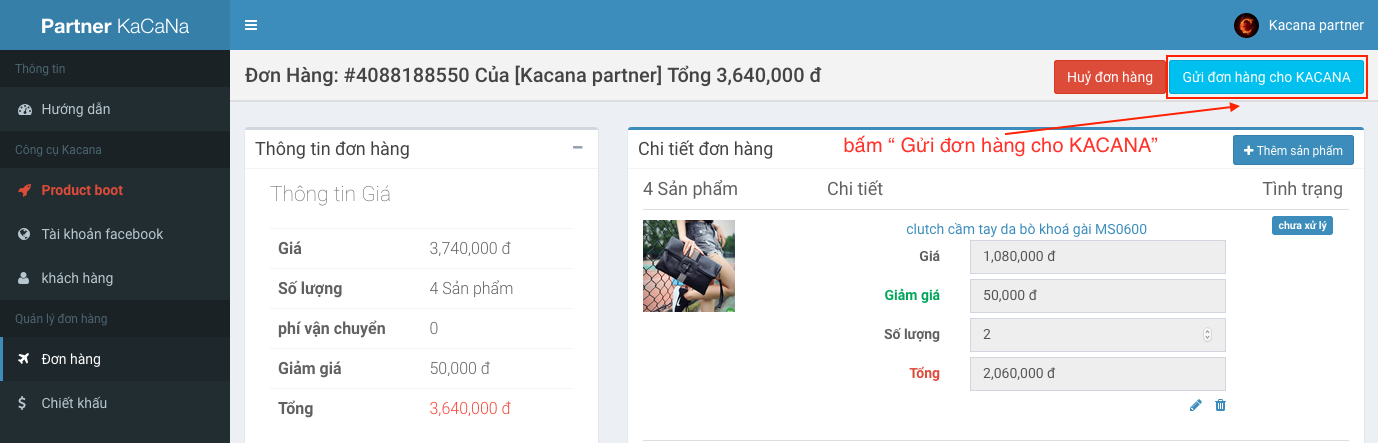 Partner KaCaNa
Kacana partner
Thông tin
Hướng dẫn
Công cụ Kacana
Product boot
Tài khoản facebook
khách hàng
Quản lý đơn hàng
Đơn hàng
Chiết khấu
Đơn Hàng: #4088188550 Của [Kacana partner] Tổng 3,640,000 đ
Huỷ đơn hàng
Gửi đơn hàng cho KACANA
bấm “ Gửi đơn hàng cho KACANA”
Thông tin đơn hàng
Thông tin Giá
Giá 3,740,000 đ
Số lượng 4 Sản phẩm
phí vận chuyển 0
Giảm giá 50,000 đ
Tổng 3,640,000 đ
Chi tiết đơn hàng
Thêm sản phẩm
4 Sản phẩm Chi tiết Tình trạng
clutch cầm tay da bò khoá gài MS0600
chưa xử lý
Giá 1,080,000 đ
Giảm giá 50,000 đ
Số lượng 2
Tổng 2,060,000 đ